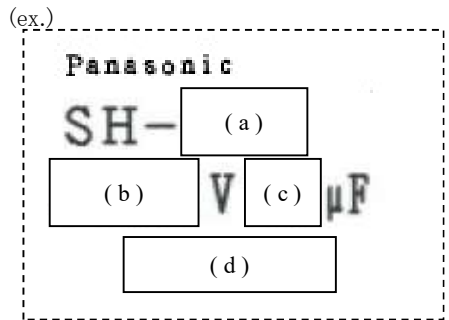 (ex.)
Panasonic
SH- (a)
(b) V (c) μF
(d)